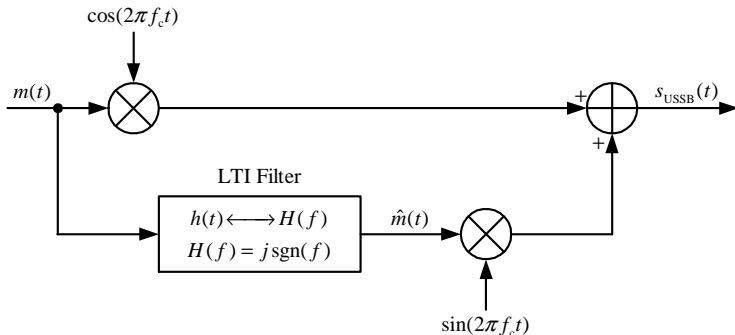 cos(2πf_c t)
m(t)
+
s_USSB(t)
+
LTI Filter
h(t) ⟷ H(f)
H(f) = j sgn(f)
m̂(t)
sin(2πf_c t)